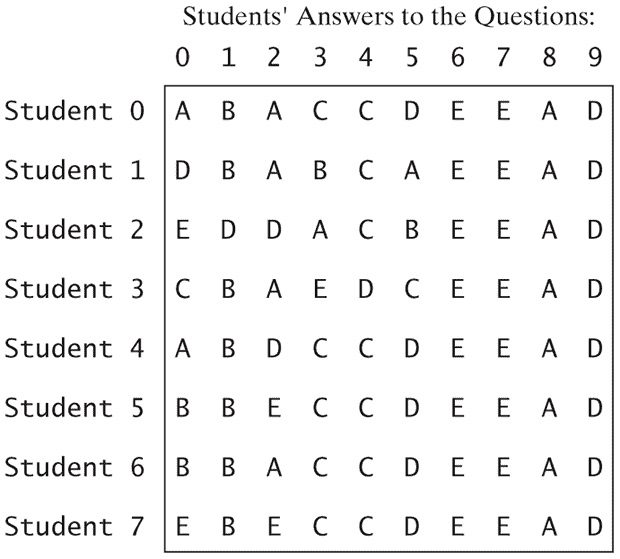 Students' Answers to the Questions:
0 1 2 3 4 5 6 7 8 9
Student 0 A B A C C D E E A D
Student 1 D B A B C A E E A D
Student 2 E D D A C B E E A D
Student 3 C B A E D C E E A D
Student 4 A B D C C D E E A D
Student 5 B B E C C D E E A D
Student 6 B B A C C D E E A D
Student 7 E B E C C D E E A D